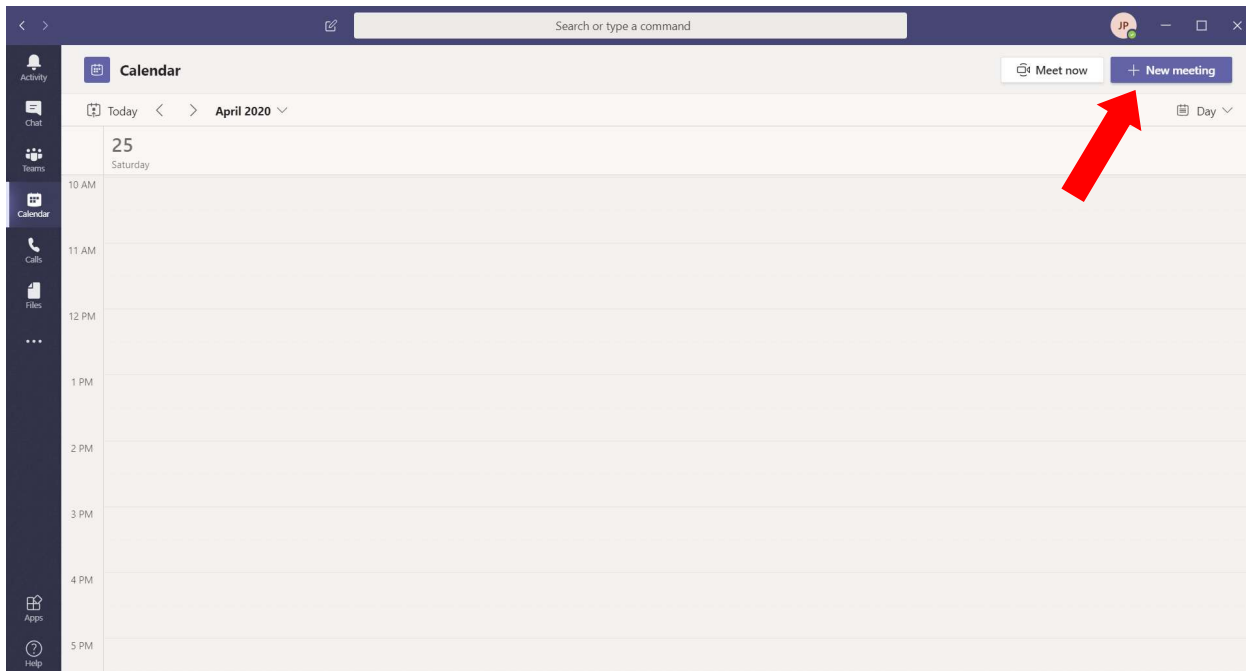 Search or type a command
JP
Activity
Chat
Teams
Calendar
Calls
Files
Apps
Help
Calendar
Meet now
New meeting
Today
April 2020
Day
25
Saturday
10 AM
11 AM
12 PM
1 PM
2 PM
3 PM
4 PM
5 PM